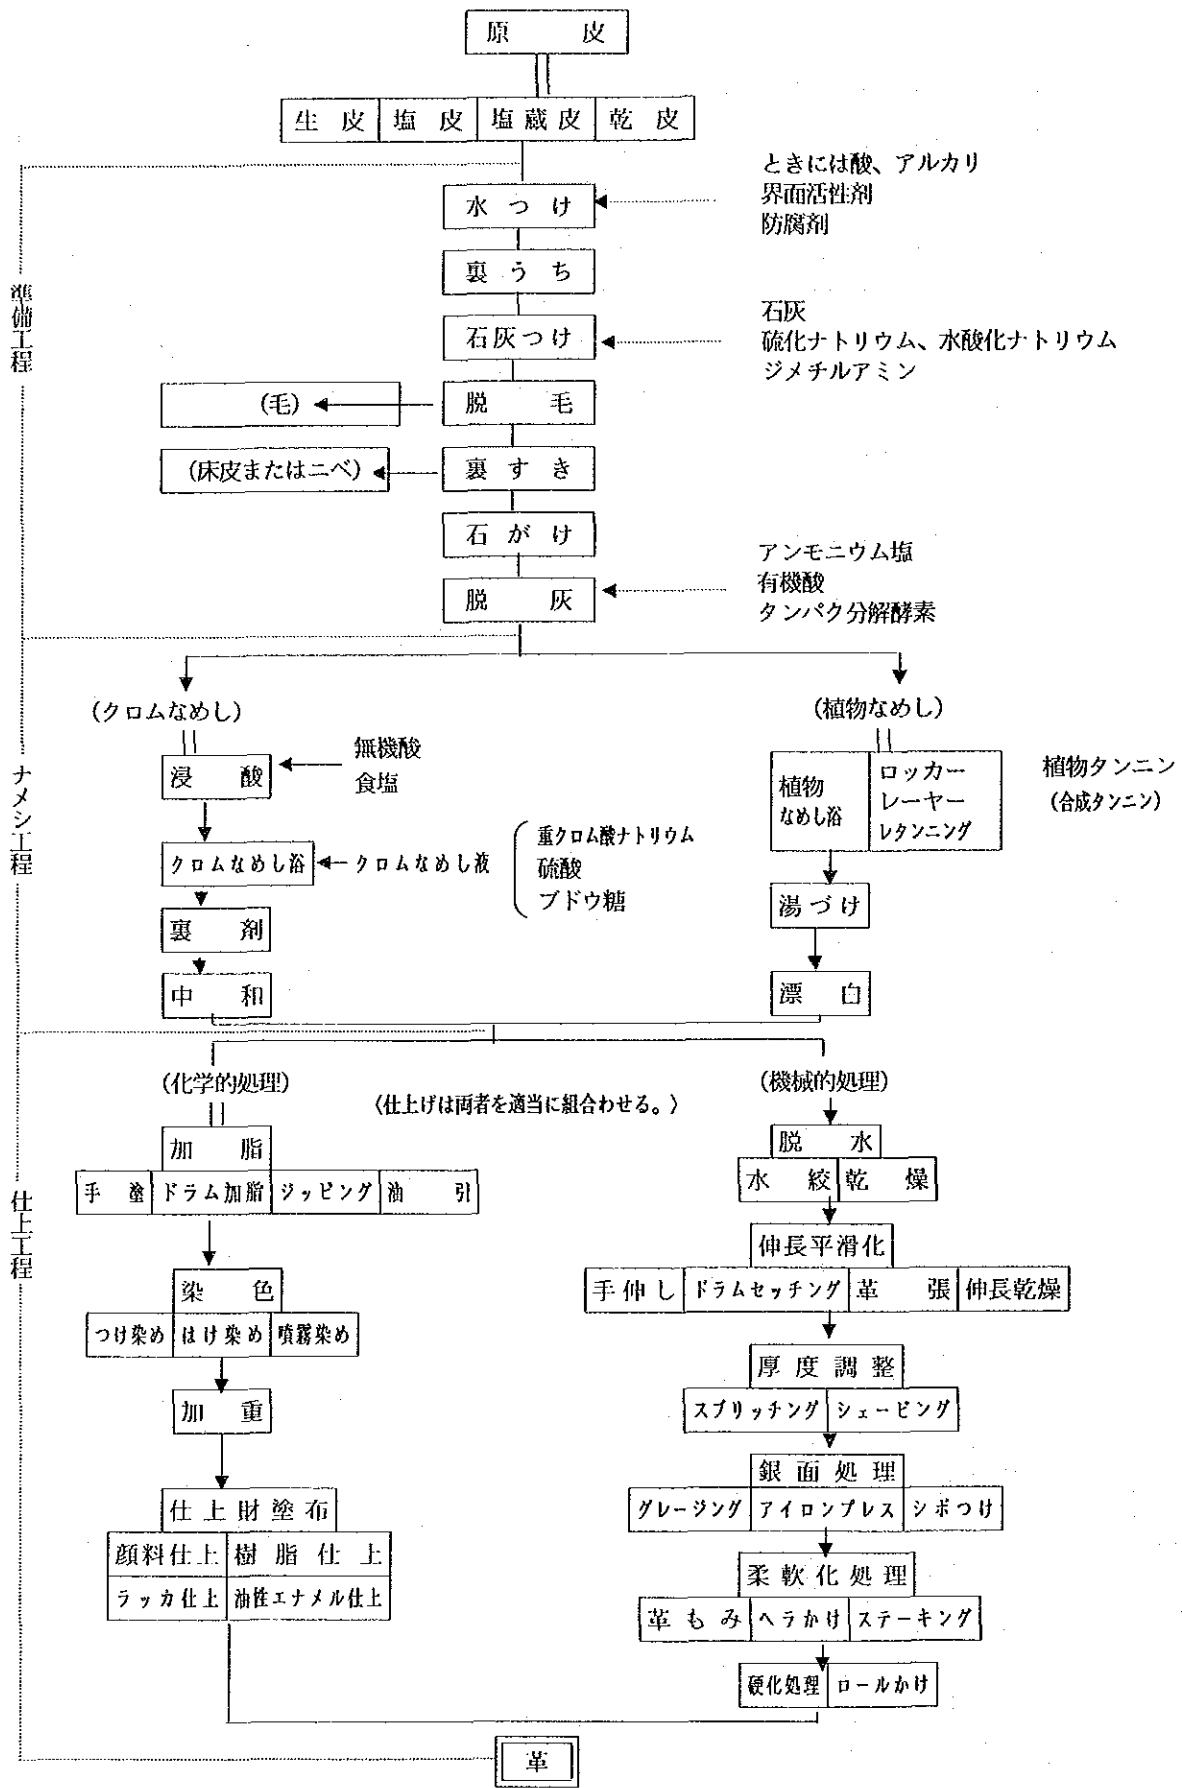 原 皮
生 皮 塩 皮 塩蔵皮 乾 皮
ときには酸、アルカリ
界面活性剤
防腐剤
水つけ
裏うち
石灰つけ
石灰
硫化ナトリウム、水酸化ナトリウム
ジメチルアミン
準備工程
脱 毛
(毛)
裏すき
(床皮またはニベ)
石がけ
脱 灰
アンモニウム塩
有機酸
タンパク分解酵素
ナメシ工程
(クロムなめし)
浸 酸
無機酸
食塩
クロムなめし浴
クロムなめし液
重クロム酸ナトリウム
硫酸
ブドウ糖
裏 剤
中 和
(植物なめし)
植物
なめし浴
ロッカー
レーヤー
レタンニング
植物タンニン
(合成タンニン)
湯づけ
漂 白
仕上工程
(化学的処理)
(機械的処理)
〈仕上げは両者を適当に組合わせる。〉
加 脂
手 塗 ドラム加脂 ジッピング 油 引
染 色
つけ染め はけ染め 噴霧染め
加 重
仕上財塗布
顔料仕上 樹脂仕上
ラッカ仕上 油性エナメル仕上
脱 水
水 絞 乾 燥
伸長平滑化
手伸し ドラムセッチング 革 張 伸長乾燥
厚度調整
スプリッチング シェービング
銀面処理
グレージング アイロンプレス シボつけ
柔軟化処理
革もみ ヘラかけ ステーキング
硬化処理 ロールかけ
革